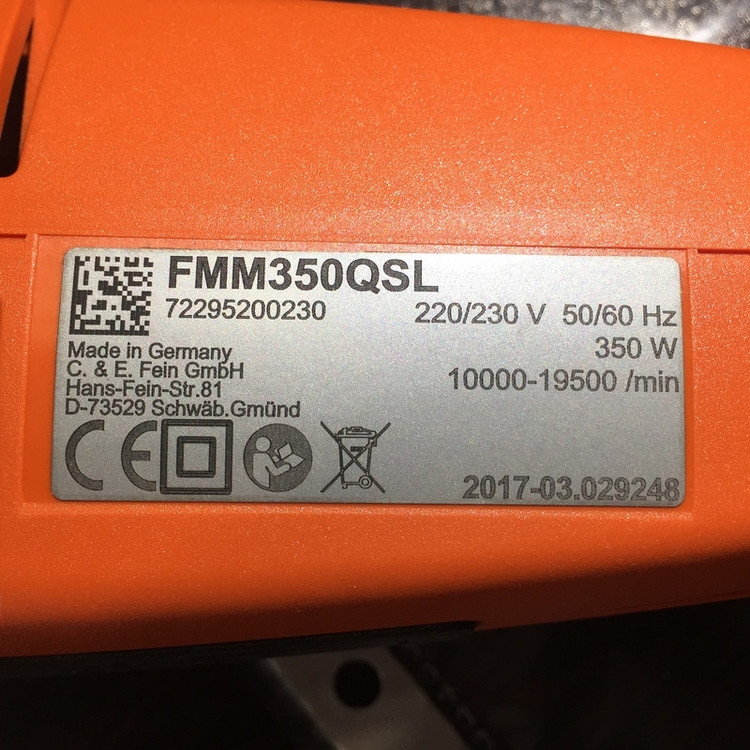 FMM350QSL
72295200230
220/230 V 50/60 Hz
350 W
10000-19500 /min
Made in Germany
C. & E. Fein GmbH
Hans-Fein-Str.81
D-73529 Schwäb.Gmünd
CE
2017-03.029248